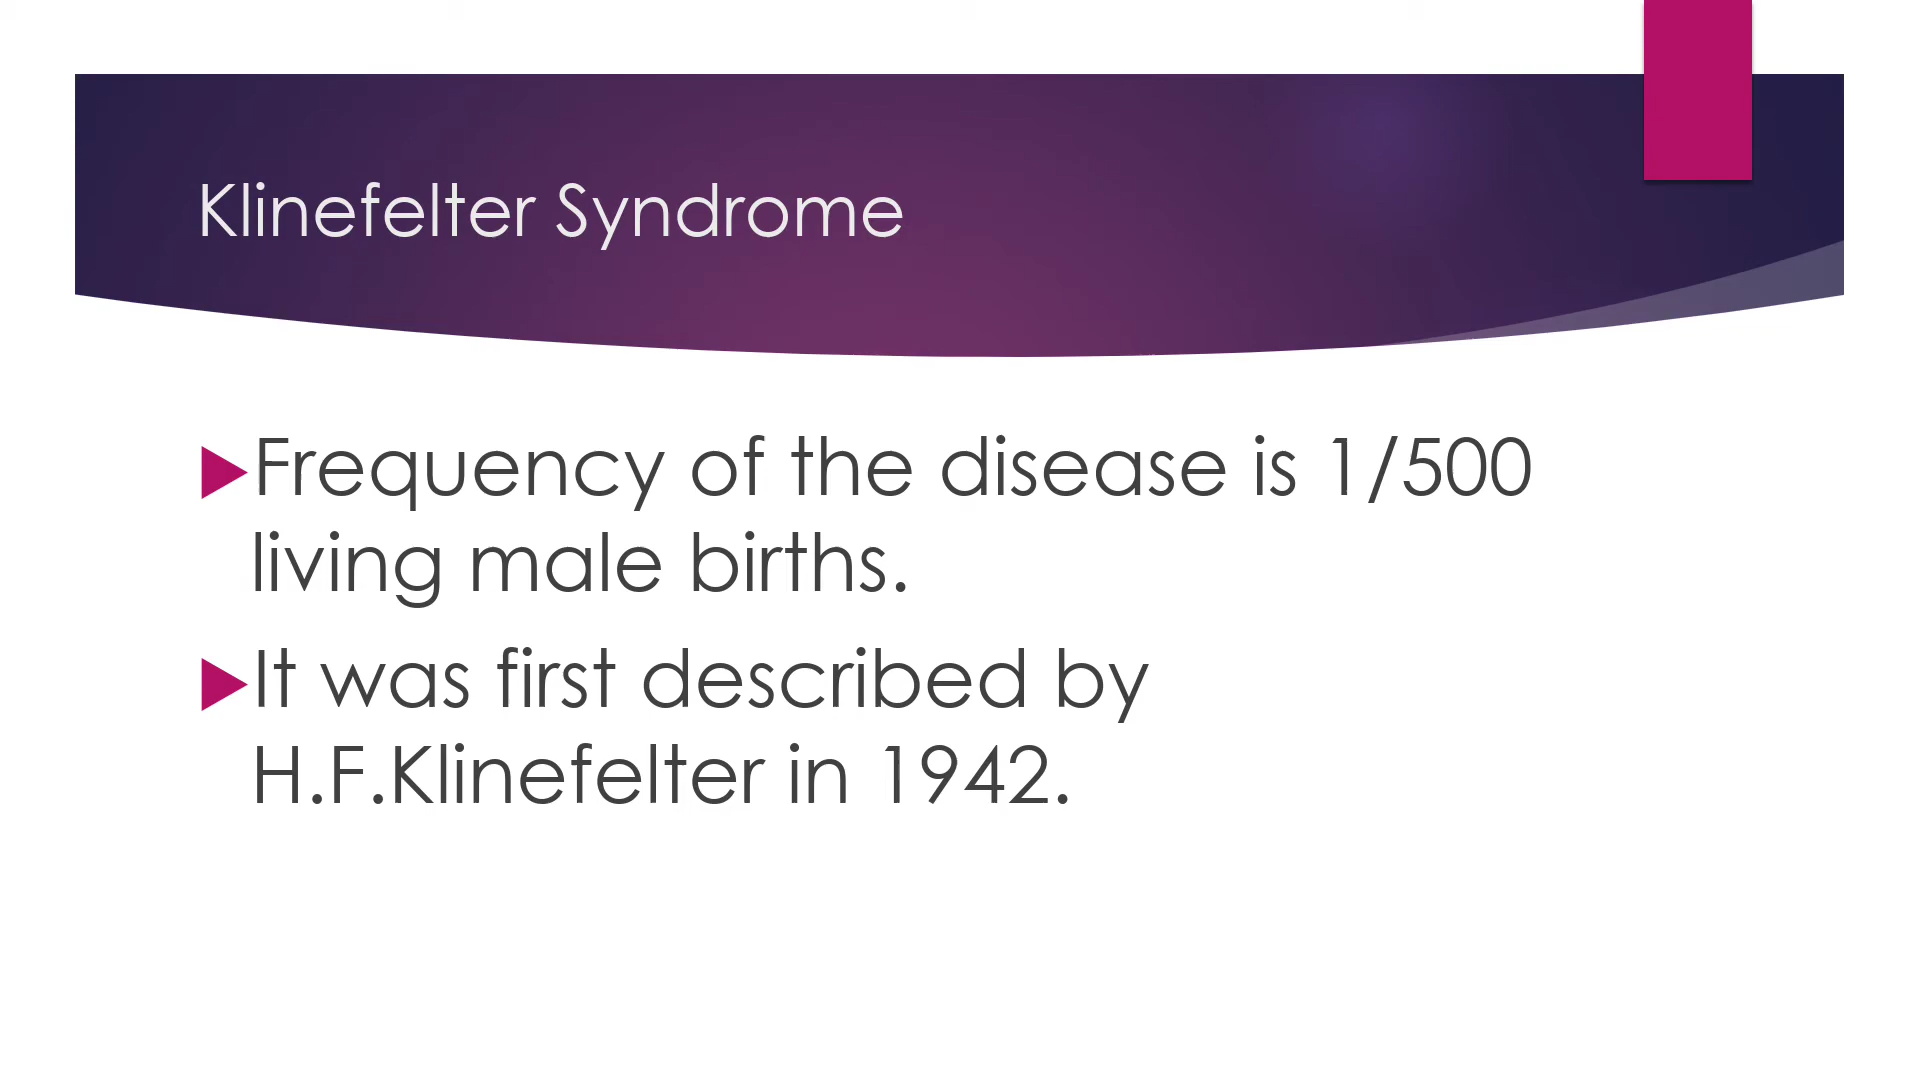 Klinefelter Syndrome
Frequency of the disease is 1/500
living male births.
It was first described by
H.F.Klinefelter in 1942.